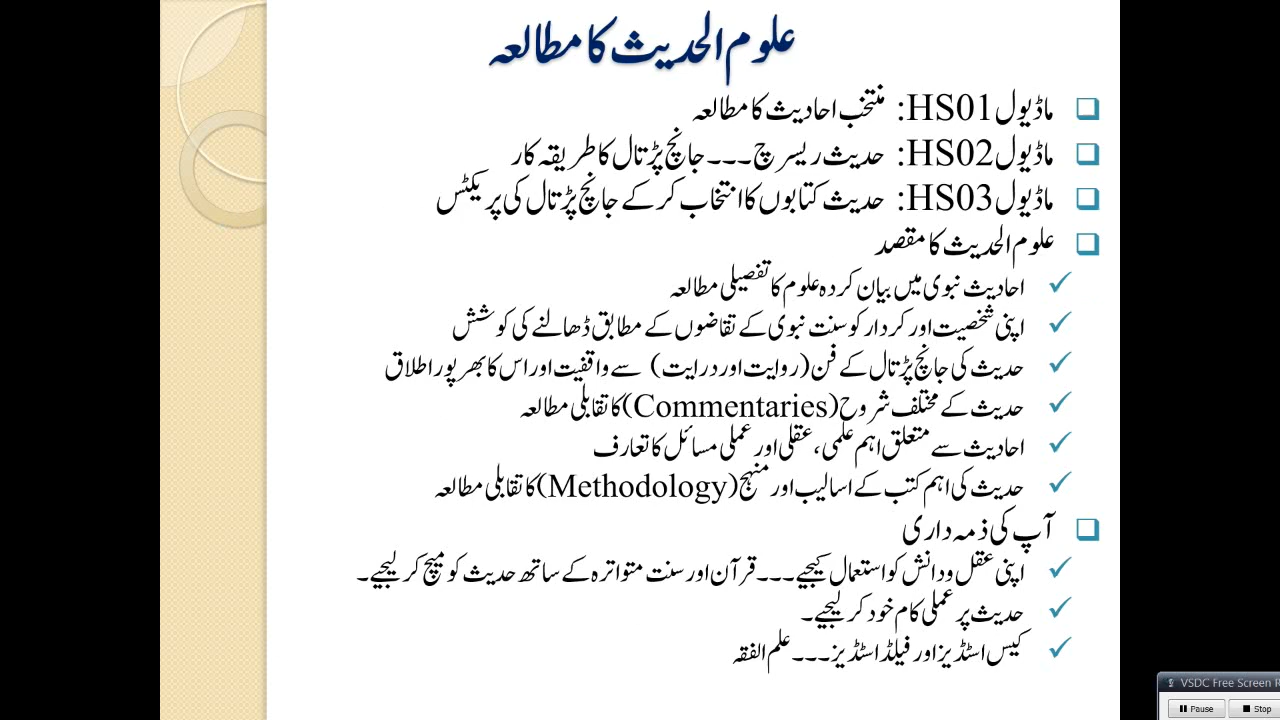 علوم الحدیث کا مطالعہ
ماڈیول HS01: منتخب احادیث کا مطالعہ
ماڈیول HS02: حدیث ریسرچ۔۔۔ جانچ پڑتال کا طریقہ کار
ماڈیول HS03: حدیث کتابوں کا انتخاب کر کے جانچ پڑتال کی پریکٹس
علوم الحدیث کا مقصد
احادیث نبوی میں بیان کردہ علوم کا تفصیلی مطالعہ
اپنی شخصیت اور کردار کو سنت نبوی کے تقاضوں کے مطابق ڈھالنے کی کوشش
حدیث کی جانچ پڑتال کے فن (روایت اور درایت) سے واقفیت اور اس کا بھرپور اطلاق
حدیث کے مختلف شروح (Commentaries) کا تقابلی مطالعہ
احادیث سے متعلق اہم علمی، عقلی اور عملی مسائل کا تعارف
حدیث کی اہم کتب کے اسالیب اور منہج (Methodology) کا تقابلی مطالعہ
آپ کی ذمہ داری
اپنی عقل و دانش کو استعمال کیجیے۔۔۔ قرآن اور سنت متواترہ کے ساتھ حدیث کو میچ کر لیجیے۔
حدیث پر عملی کام خود کر لیجیے۔
کیس اسٹڈیز اور فیلڈ اسٹڈیز۔۔۔ علم الفقہ
VSDC Free Screen R
Pause Stop